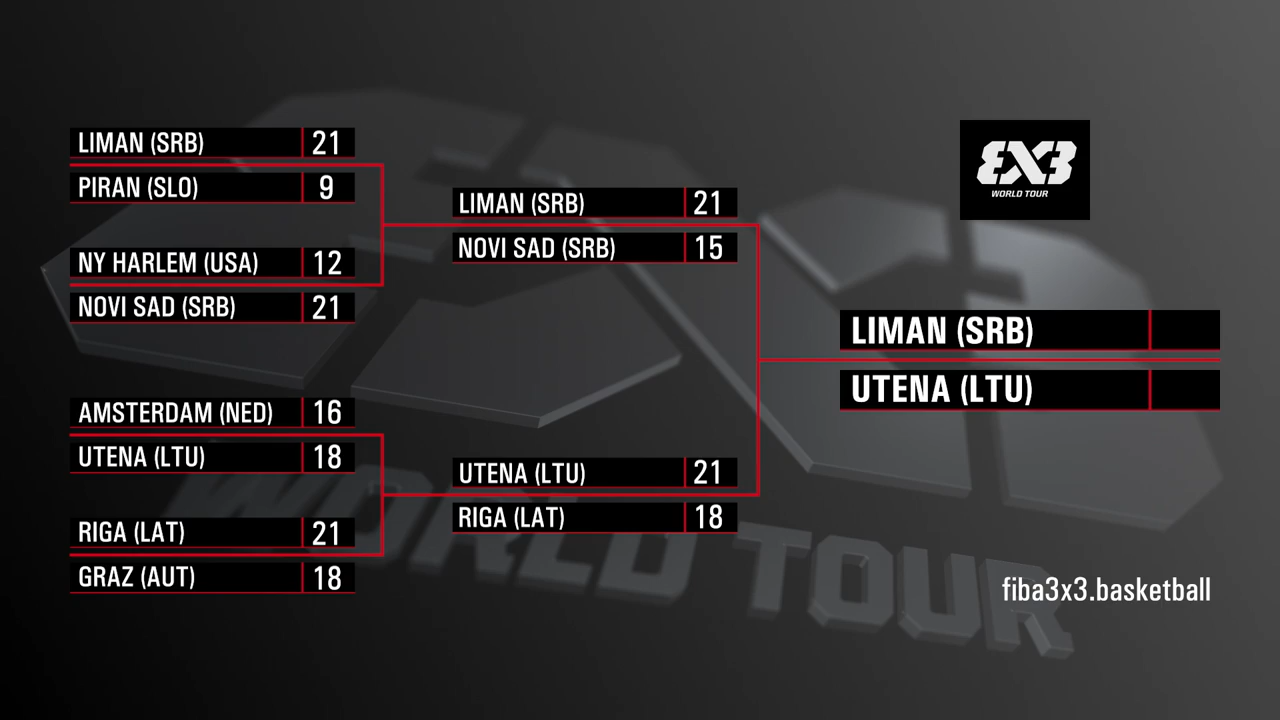 LIMAN (SRB) 21
PIRAN (SLO) 9
NY HARLEM (USA) 12
NOVI SAD (SRB) 21
AMSTERDAM (NED) 16
UTENA (LTU) 18
RIGA (LAT) 21
GRAZ (AUT) 18
LIMAN (SRB) 21
NOVI SAD (SRB) 15
UTENA (LTU) 21
RIGA (LAT) 18
3X3
WORLD TOUR
LIMAN (SRB)
UTENA (LTU)
fiba3x3.basketball
3X3
WORLD TOUR